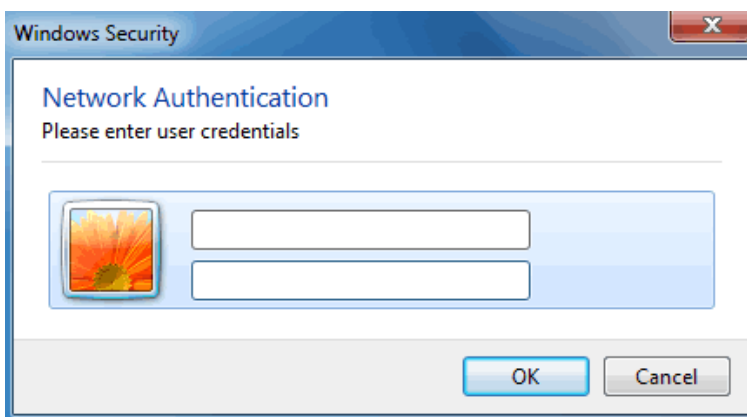 Windows Security
Network Authentication
Please enter user credentials
OK
Cancel